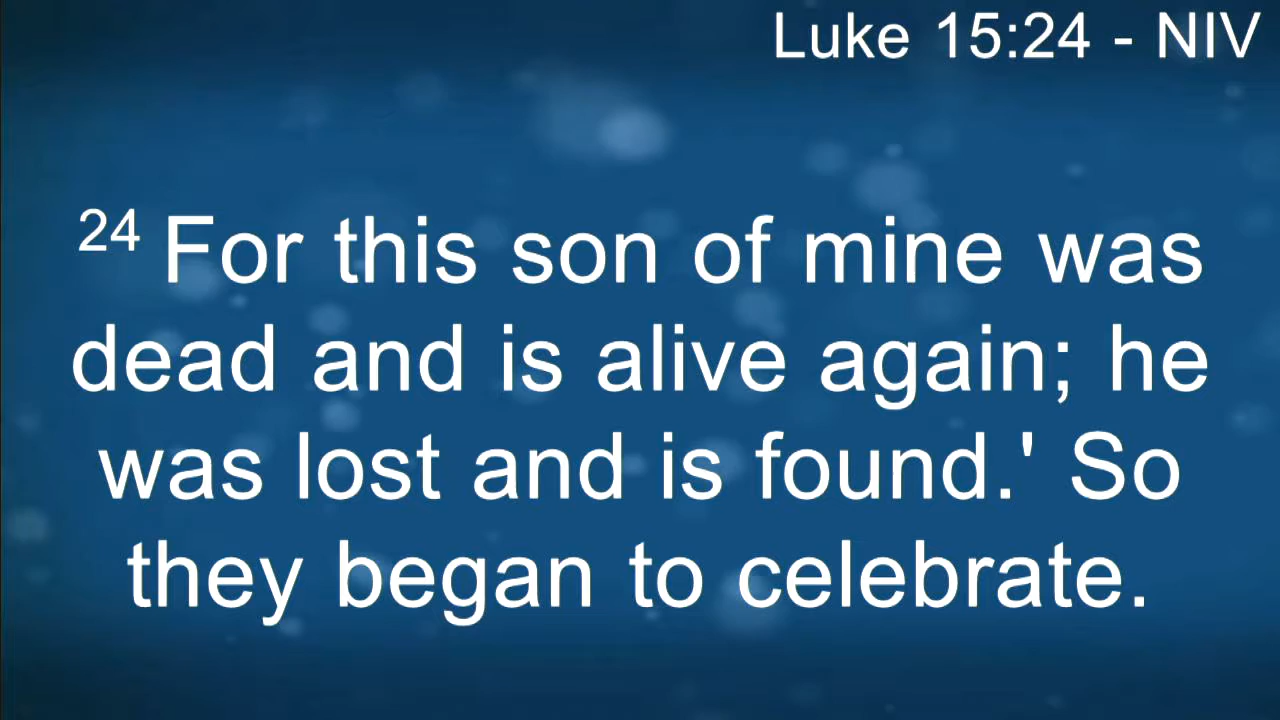 Luke 15:24 - NIV
24 For this son of mine was
dead and is alive again; he
was lost and is found.' So
they began to celebrate.